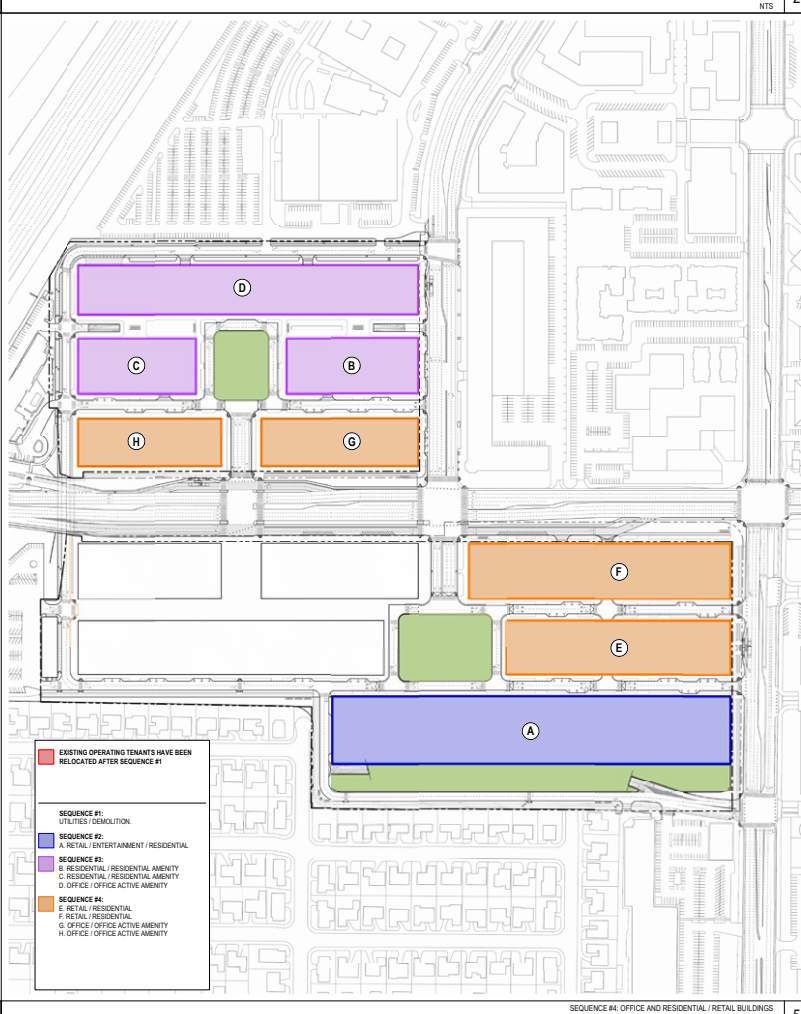 NTS
D
C
B
H
G
F
E
A
EXISTING OPERATING TENANTS HAVE BEEN
RELOCATED AFTER SEQUENCE #1
SEQUENCE #1:
UTILITIES / DEMOLITION.
SEQUENCE #2:
A. RETAIL / ENTERTAINMENT / RESIDENTIAL
SEQUENCE #3:
B. RESIDENTIAL / RESIDENTIAL AMENITY
C. RESIDENTIAL / RESIDENTIAL AMENITY
D. OFFICE / OFFICE ACTIVE AMENITY
SEQUENCE #4:
E. RETAIL / RESIDENTIAL
F. RETAIL / RESIDENTIAL
G. OFFICE / OFFICE ACTIVE AMENITY
H. OFFICE / OFFICE ACTIVE AMENITY
SEQUENCE #4: OFFICE AND RESIDENTIAL / RETAIL BUILDINGS